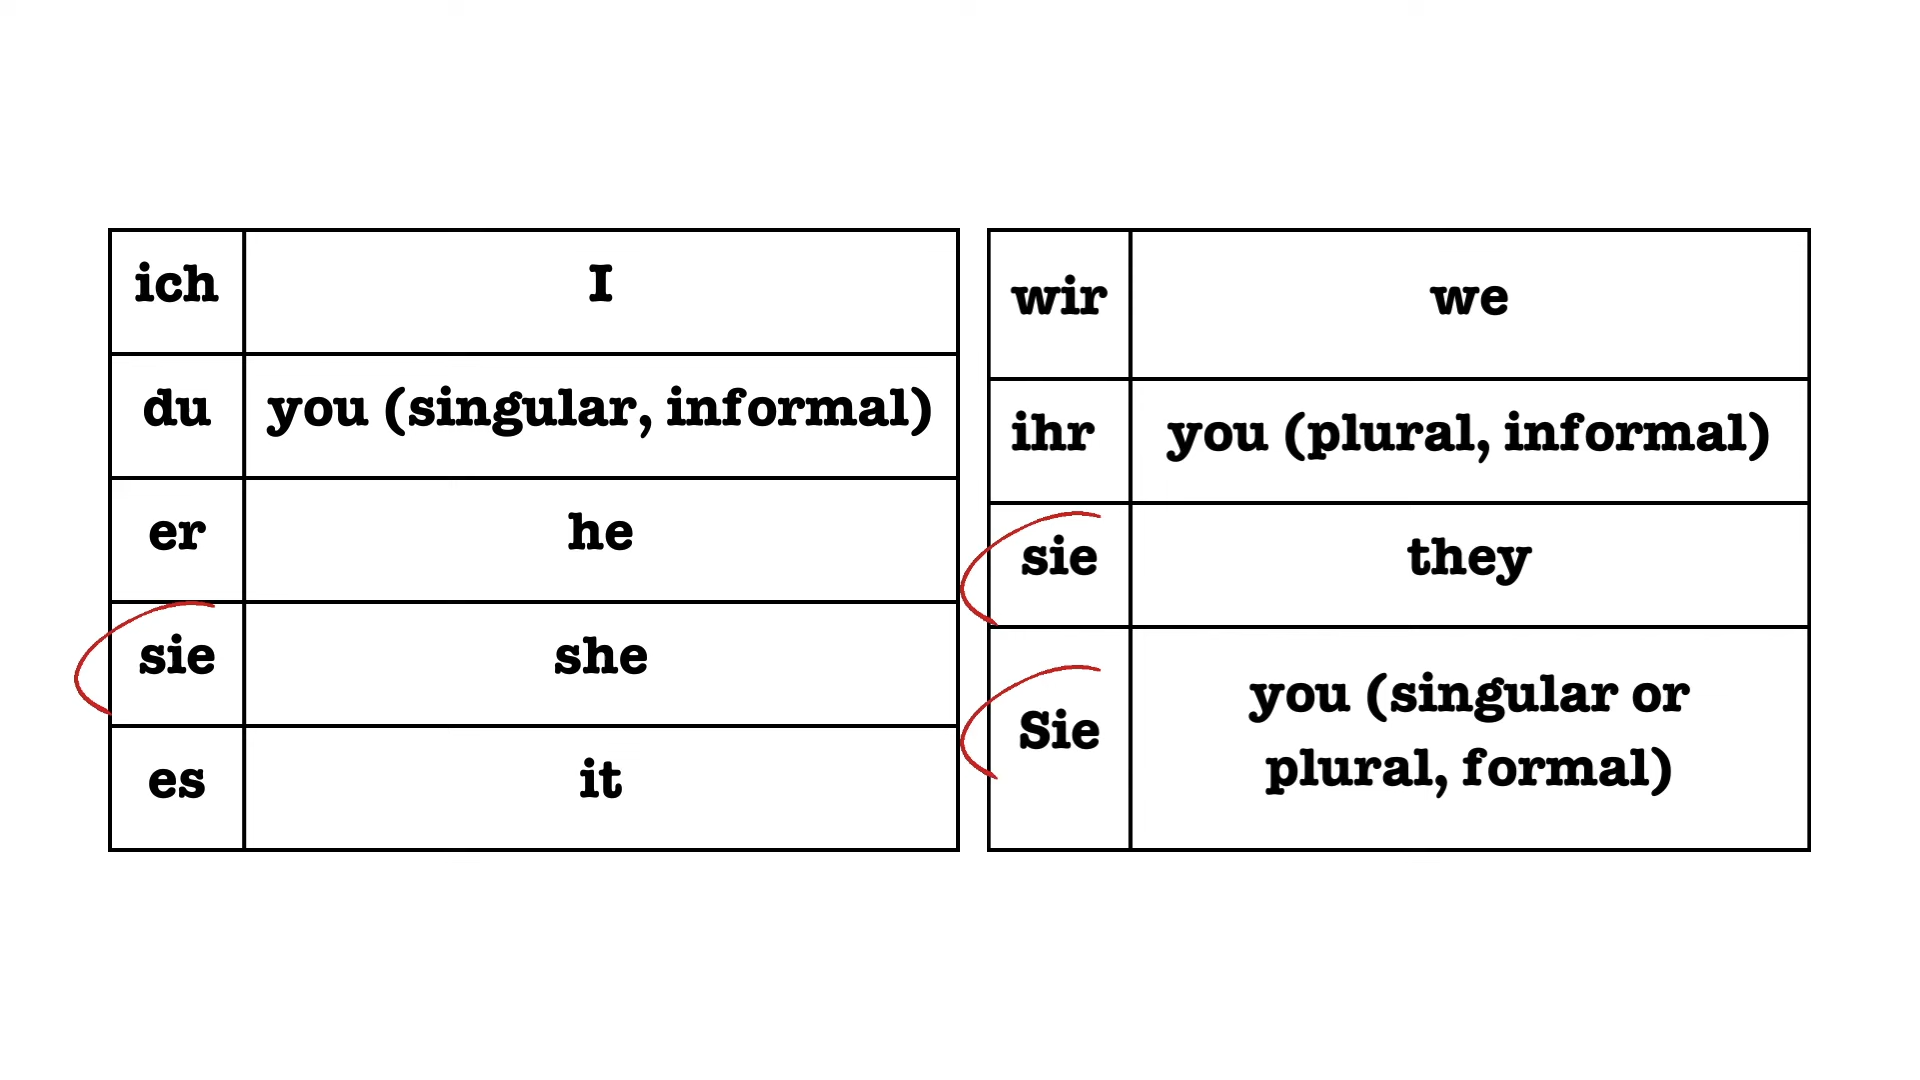 ich I
du you (singular, informal)
er he
sie she
es it
wir we
ihr you (plural, informal)
sie they
Sie you (singular or
plural, formal)